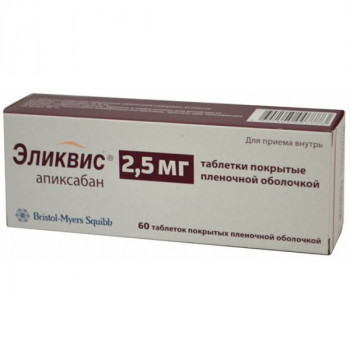 Для приема внутрь
Эликвис®
2,5 мг
таблетки покрытые
пленочной оболочкой
апиксабан
Bristol-Myers Squibb
60 таблеток покрытых пленочной оболочкой